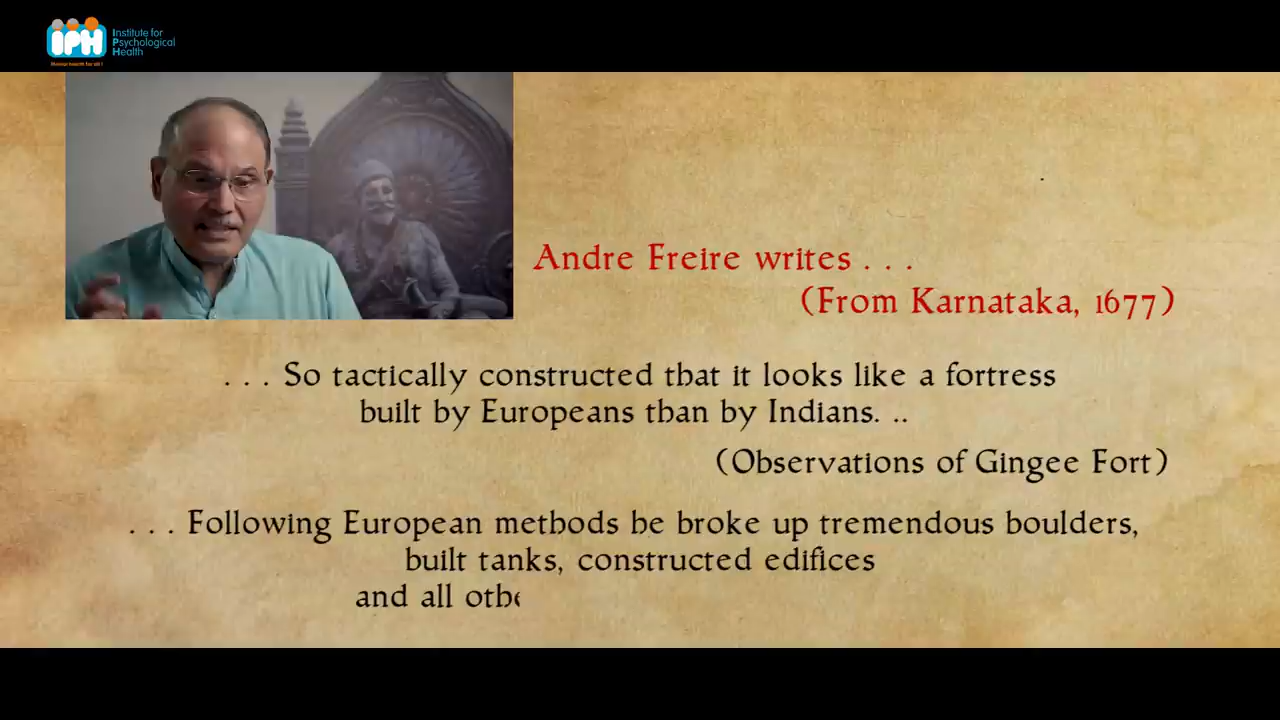 iPH
Institute for
Psychological
Health
Andre Freire writes . . .
(From Karnataka, 1677)
. . . So tactically constructed that it looks like a fortress
built by Europeans than by Indians. ..
(Observations of Gingee Fort)
. . . Following European methods he broke up tremendous boulders,
built tanks, constructed edifices
and all othe